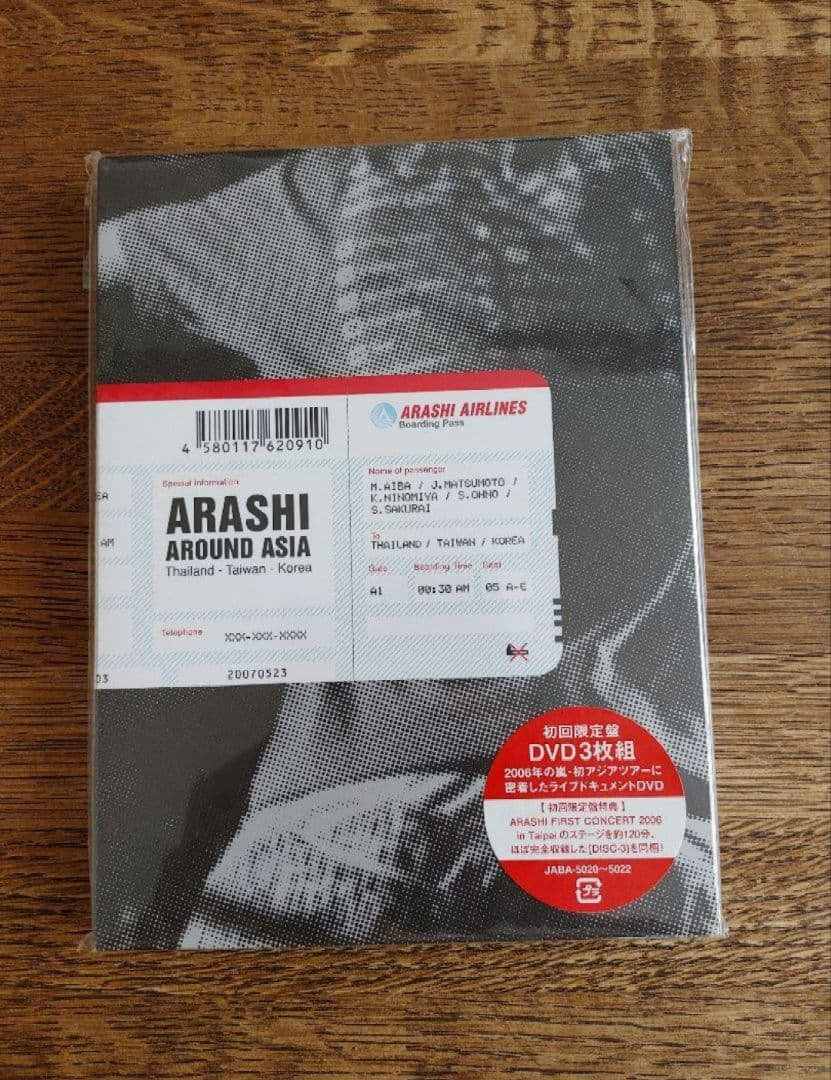 4 580117 620910
ARASHI AIRLINES
Boarding Pass
Special Information
ARASHI
AROUND ASIA
Thailand - Taiwan - Korea
Telephone
XXX-XXX-XXXX
20070523
EA
AM
03
Name of passenger
M.AIBA / J.MATSUMOTO /
K.NINOMIYA / S.OHNO /
S.SAKURAI
To
THAILAND / TAIWAN / KOREA
Gate Boarding Time Seat
A1 00:30 AM 05 A-E
初回限定盤
DVD3枚組
2006年の嵐・初アジアツアーに
密着したライブドキュメントDVD
【初回限定盤特典】
ARASHI FIRST CONCERT 2006
in Taipei のステージを約120分、
ほぼ完全収録した[DISC-3]を同梱!
JABA-5020〜5022
プラ